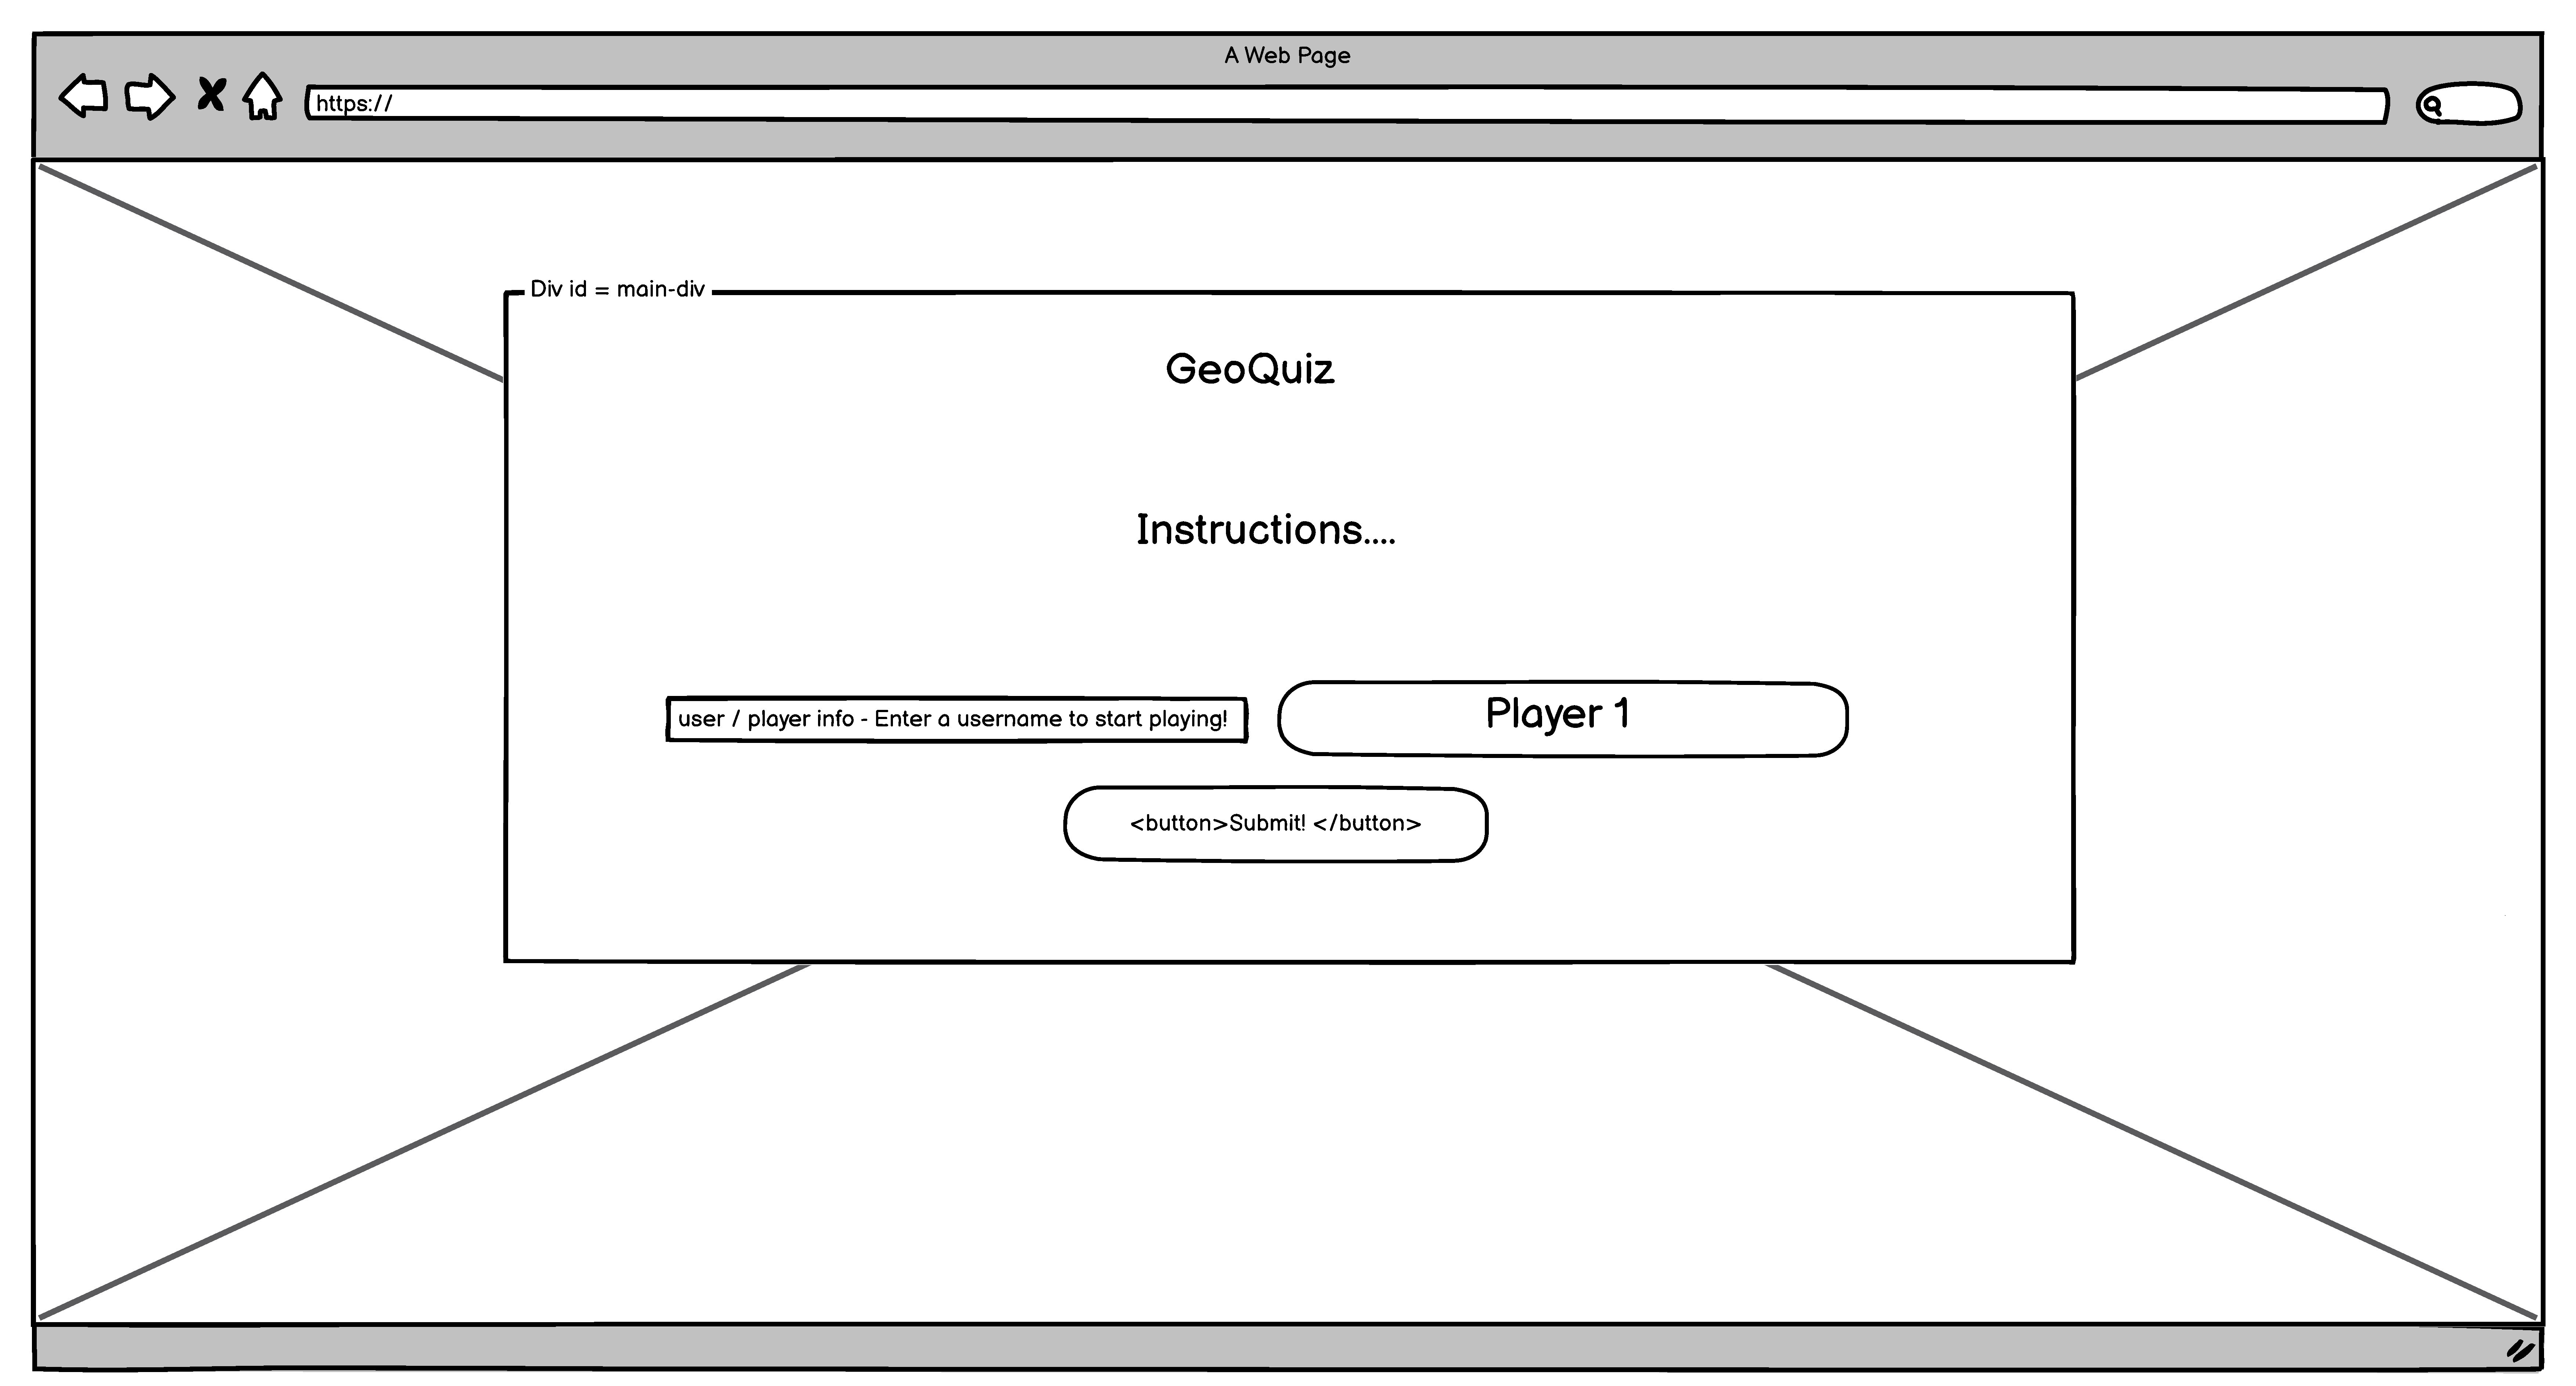 A Web Page
https://
Div id = main-div
GeoQuiz
Instructions....
user / player info - Enter a username to start playing!
Player 1
<button>Submit! </button>